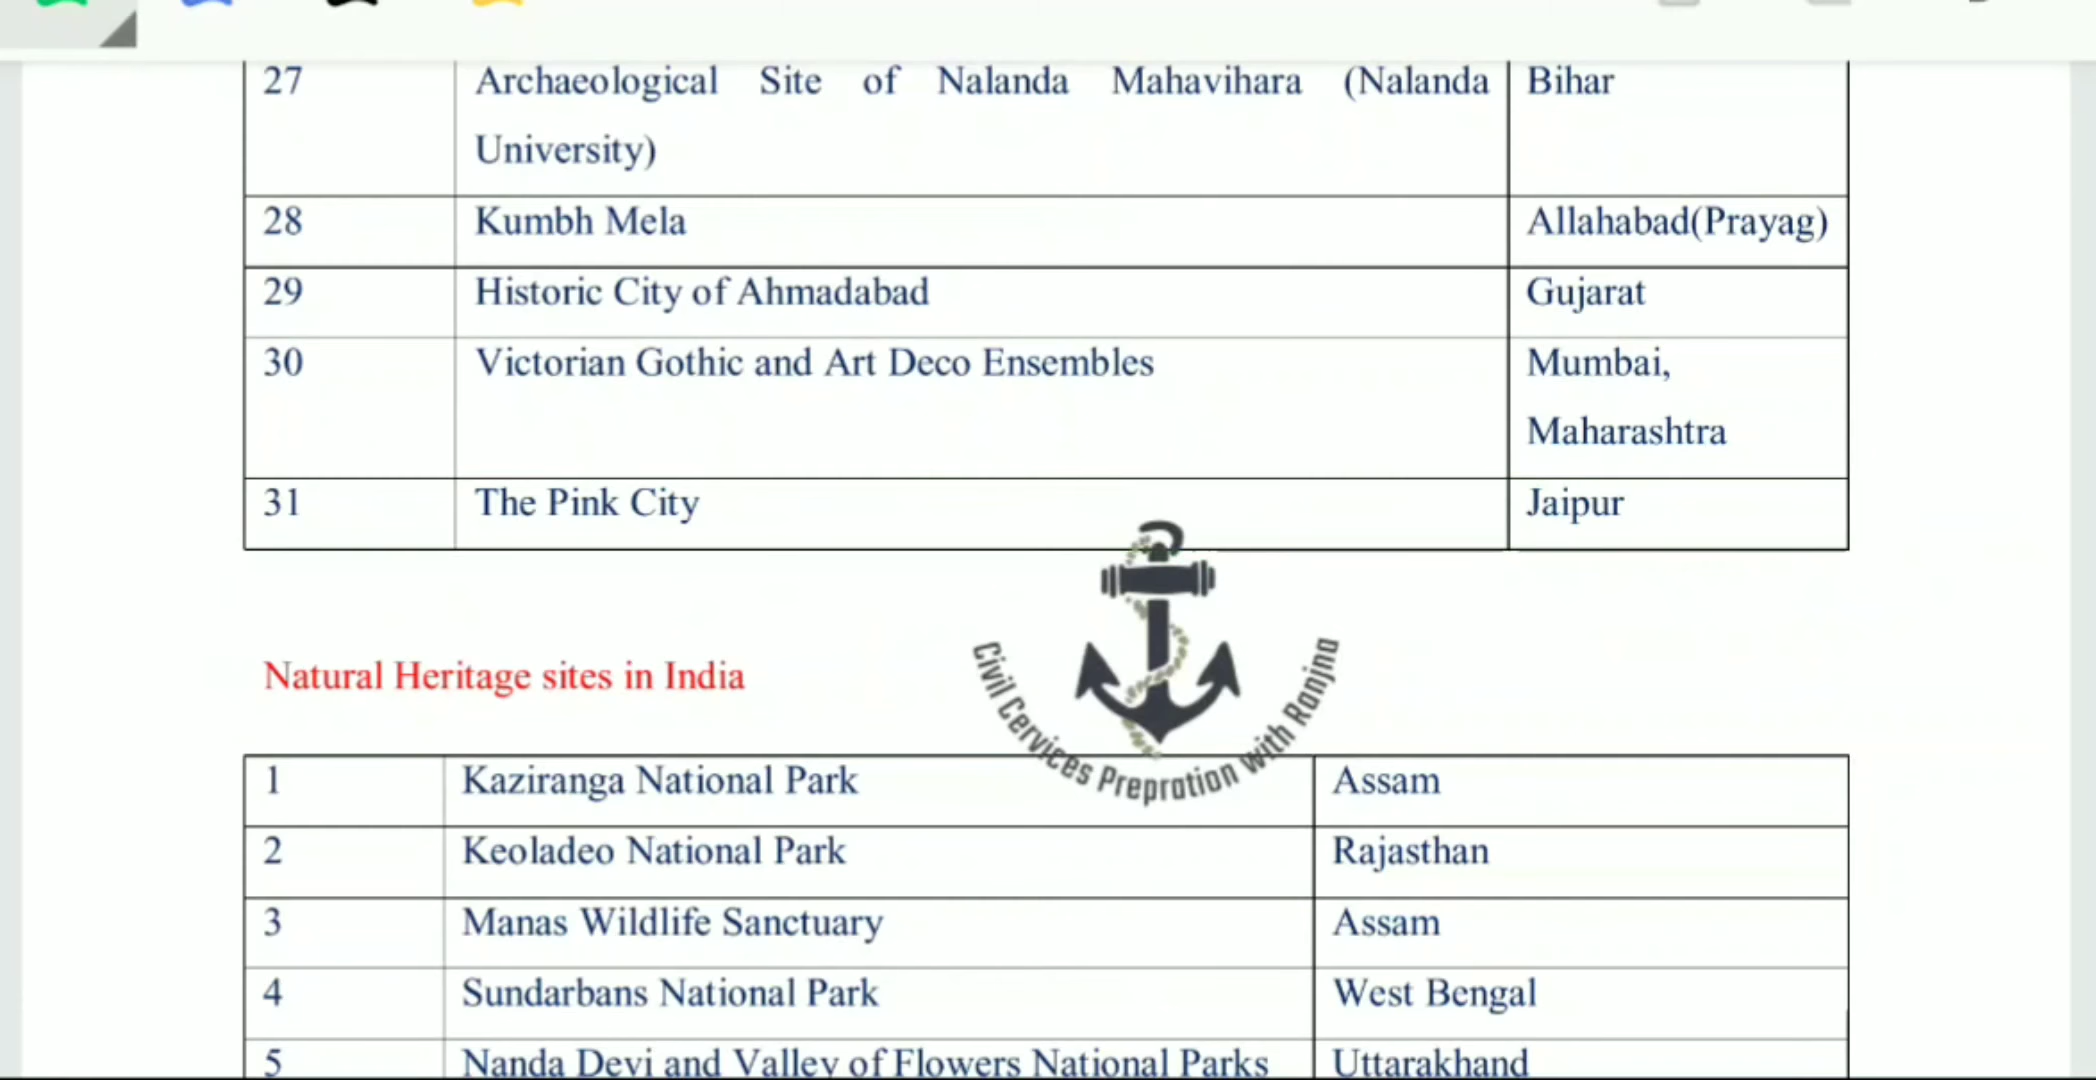 27 Archaeological Site of Nalanda Mahavihara (Nalanda Bihar
University)
28 Kumbh Mela Allahabad(Prayag)
29 Historic City of Ahmadabad Gujarat
30 Victorian Gothic and Art Deco Ensembles Mumbai,
Maharashtra
31 The Pink City Jaipur
Natural Heritage sites in India
Civil Cervices Prepration with Ranjna
1 Kaziranga National Park Assam
2 Keoladeo National Park Rajasthan
3 Manas Wildlife Sanctuary Assam
4 Sundarbans National Park West Bengal
5 Nanda Devi and Valley of Flowers National Parks Uttarakhand